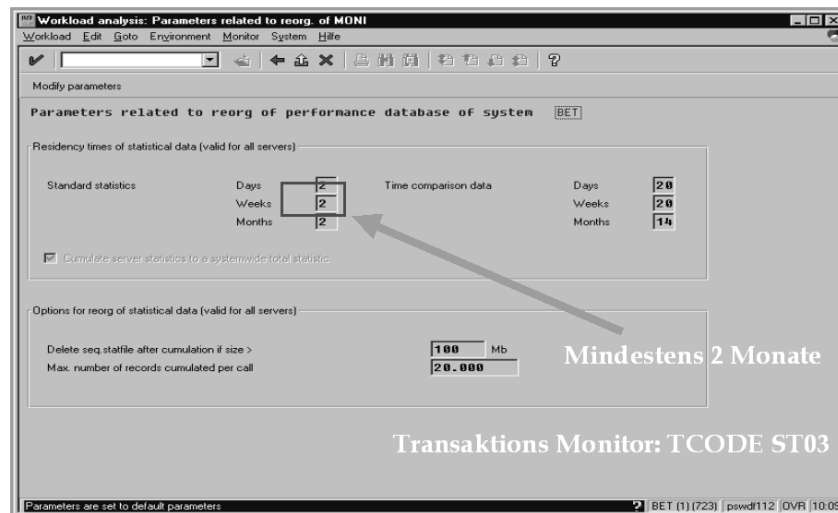 Workload analysis: Parameters related to reorg. of MONI
Workload Edit Goto Environment Monitor System Hilfe
Modify parameters
Parameters related to reorg of performance database of system BET
Residency times of statistical data (valid for all servers)
Standard statistics Days 2 Time comparison data Days 20
Weeks 2 Weeks 20
Months 2 Months 14
Cumulate server statistics to a systemwide total statistic
Options for reorg of statistical data (valid for all servers)
Delete seq.statfile after cumulation if size > 100 Mb
Max. number of records cumulated per call 20.000
Mindestens 2 Monate
Transaktions Monitor: TCODE ST03
Parameters are set to default parameters BET (1) (723) pswdf112 OVR 10:09